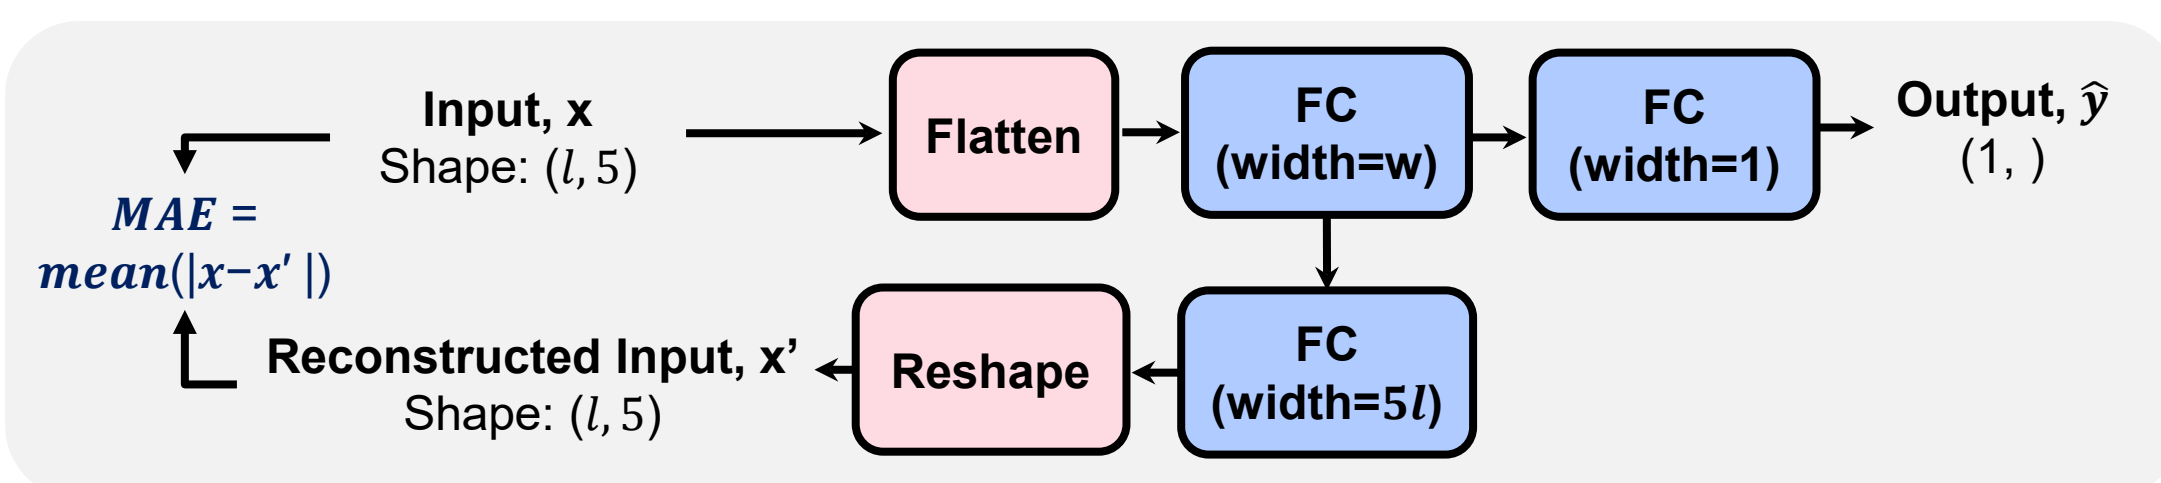 Input, x
Shape: (l, 5)
Flatten
FC
(width=w)
FC
(width=1)
Output, ŷ
(1, )
MAE =
mean(|x−x′ |)
Reconstructed Input, x’
Shape: (l, 5)
Reshape
FC
(width=5l)